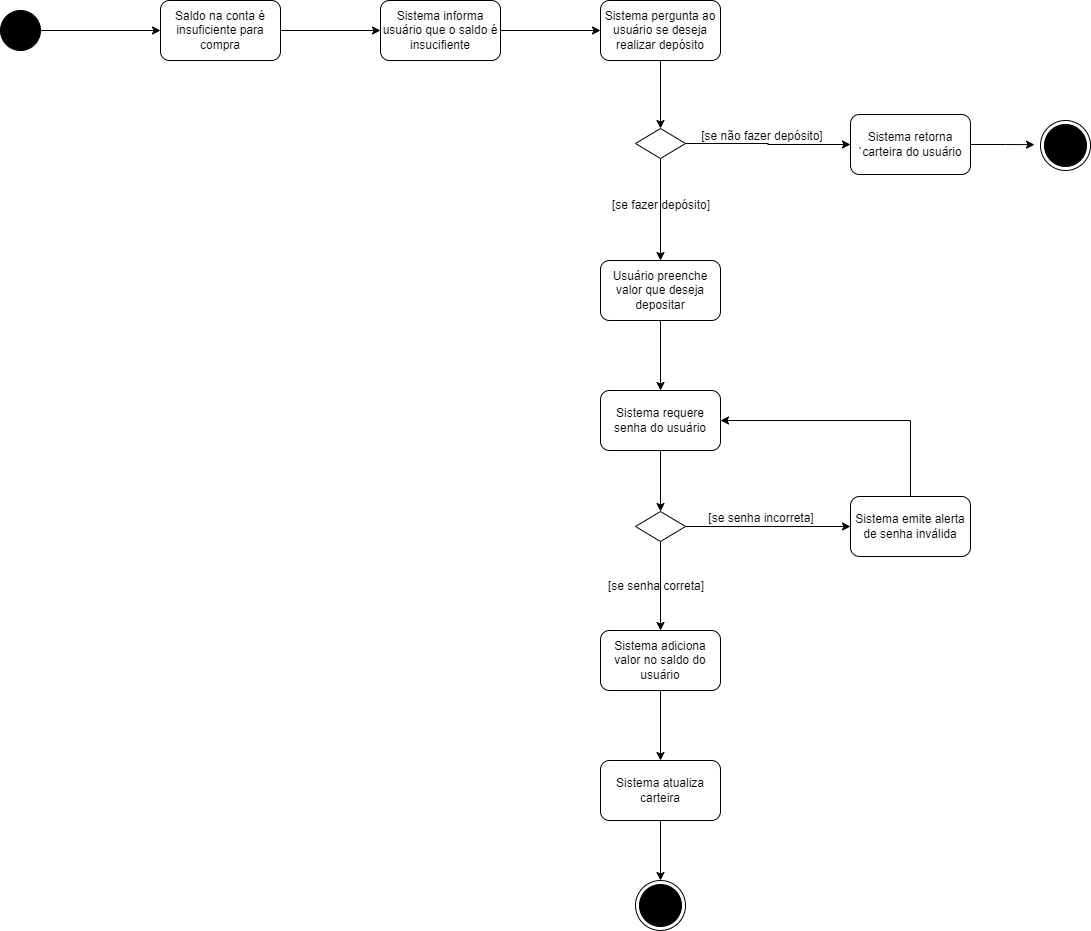 Saldo na conta é
insuficiente para
compra
Sistema informa
usuário que o saldo é
insucifiente
Sistema pergunta ao
usuário se deseja
realizar depósito
[se não fazer depósito]
Sistema retorna
`carteira do usuário
[se fazer depósito]
Usuário preenche
valor que deseja
depositar
Sistema requere
senha do usuário
[se senha incorreta]
Sistema emite alerta
de senha inválida
[se senha correta]
Sistema adiciona
valor no saldo do
usuário
Sistema atualiza
carteira